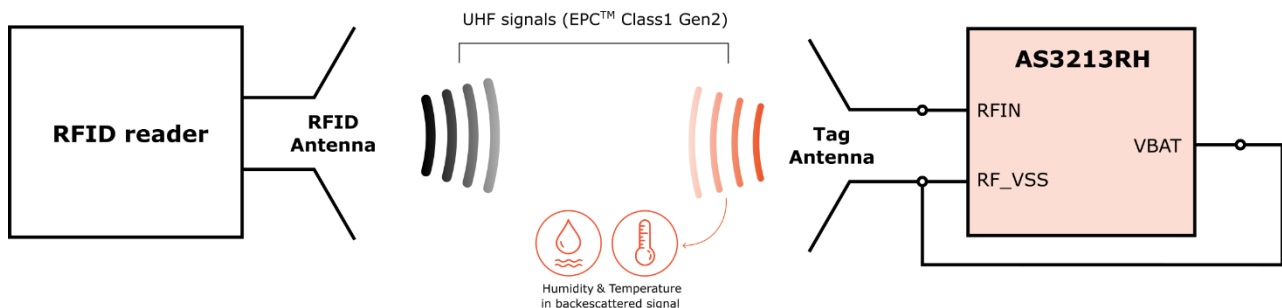 UHF signals (EPC™ Class1 Gen2)
RFID reader
RFID
Antenna
Tag
Antenna
AS3213RH
RFIN
VBAT
RF_VSS
Humidity & Temperature
in backescattered signal